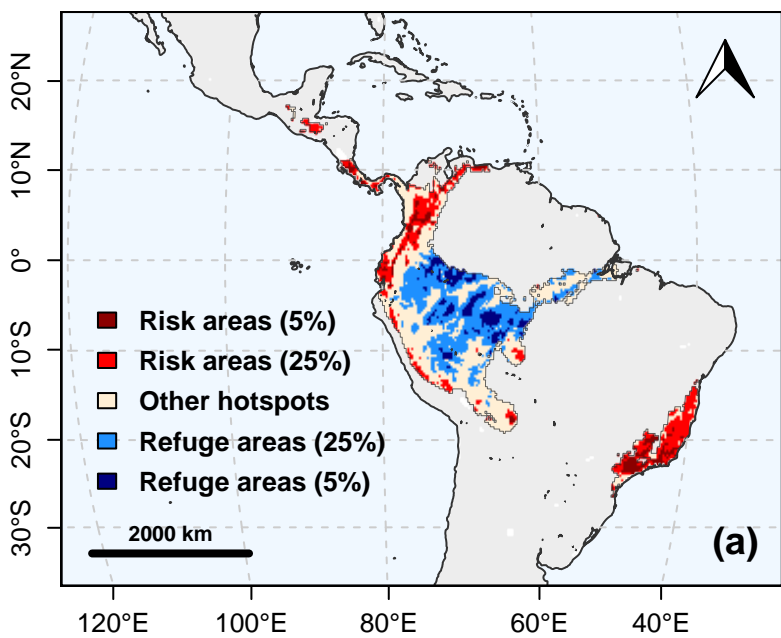 20°N
10°N
0°
10°S
20°S
30°S
Risk areas (5%)
Risk areas (25%)
Other hotspots
Refuge areas (25%)
Refuge areas (5%)
2000 km
(a)
120°E 100°E 80°E 60°E 40°E